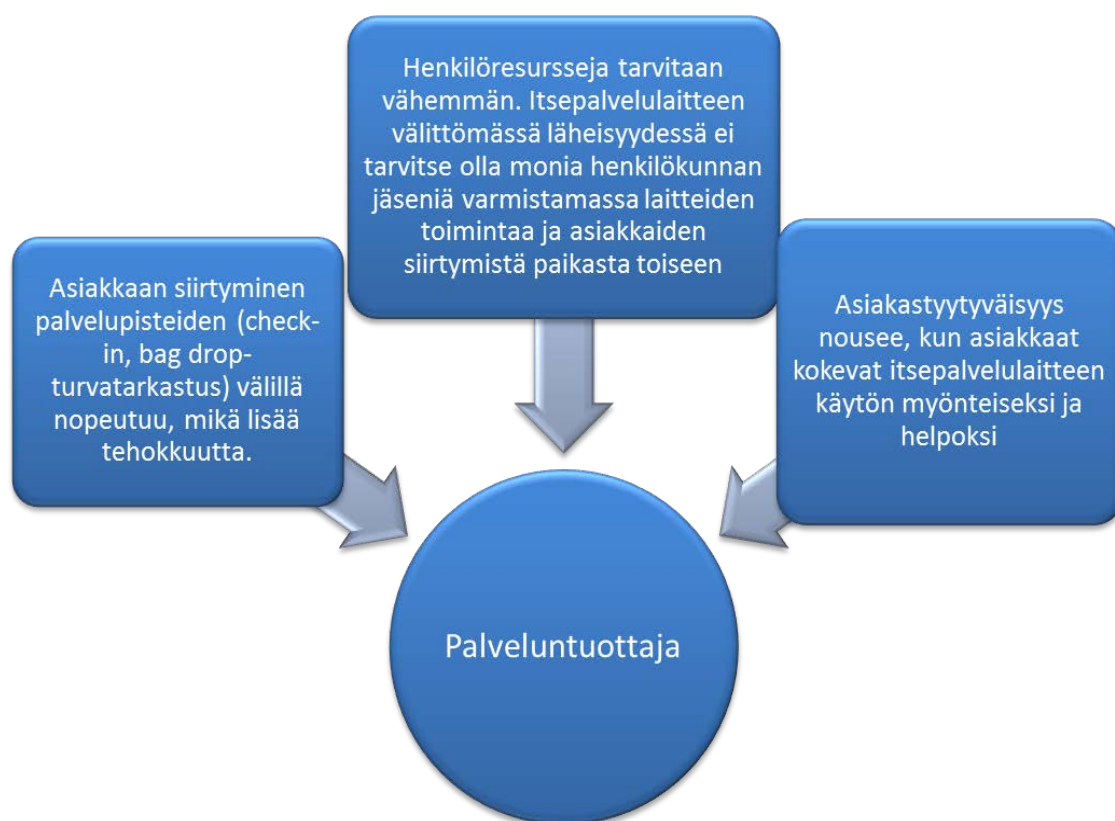 Henkilöresursseja tarvitaan
vähemmän. Itsepalvelulaitteen
välittömässä läheisyydessä ei
tarvitse olla monia henkilökunnan
jäseniä varmistamassa laitteiden
toimintaa ja asiakkaiden
siirtymistä paikasta toiseen
Asiakkaan siirtyminen
palvelupisteiden (check-
in, bag drop-
turvatarkastus) välillä
nopeutuu, mikä lisää
tehokkuutta.
Asiakastyytyväisyys
nousee, kun asiakkaat
kokevat itsepalvelulaitteen
käytön myönteiseksi ja
helpoksi
Palveluntuottaja